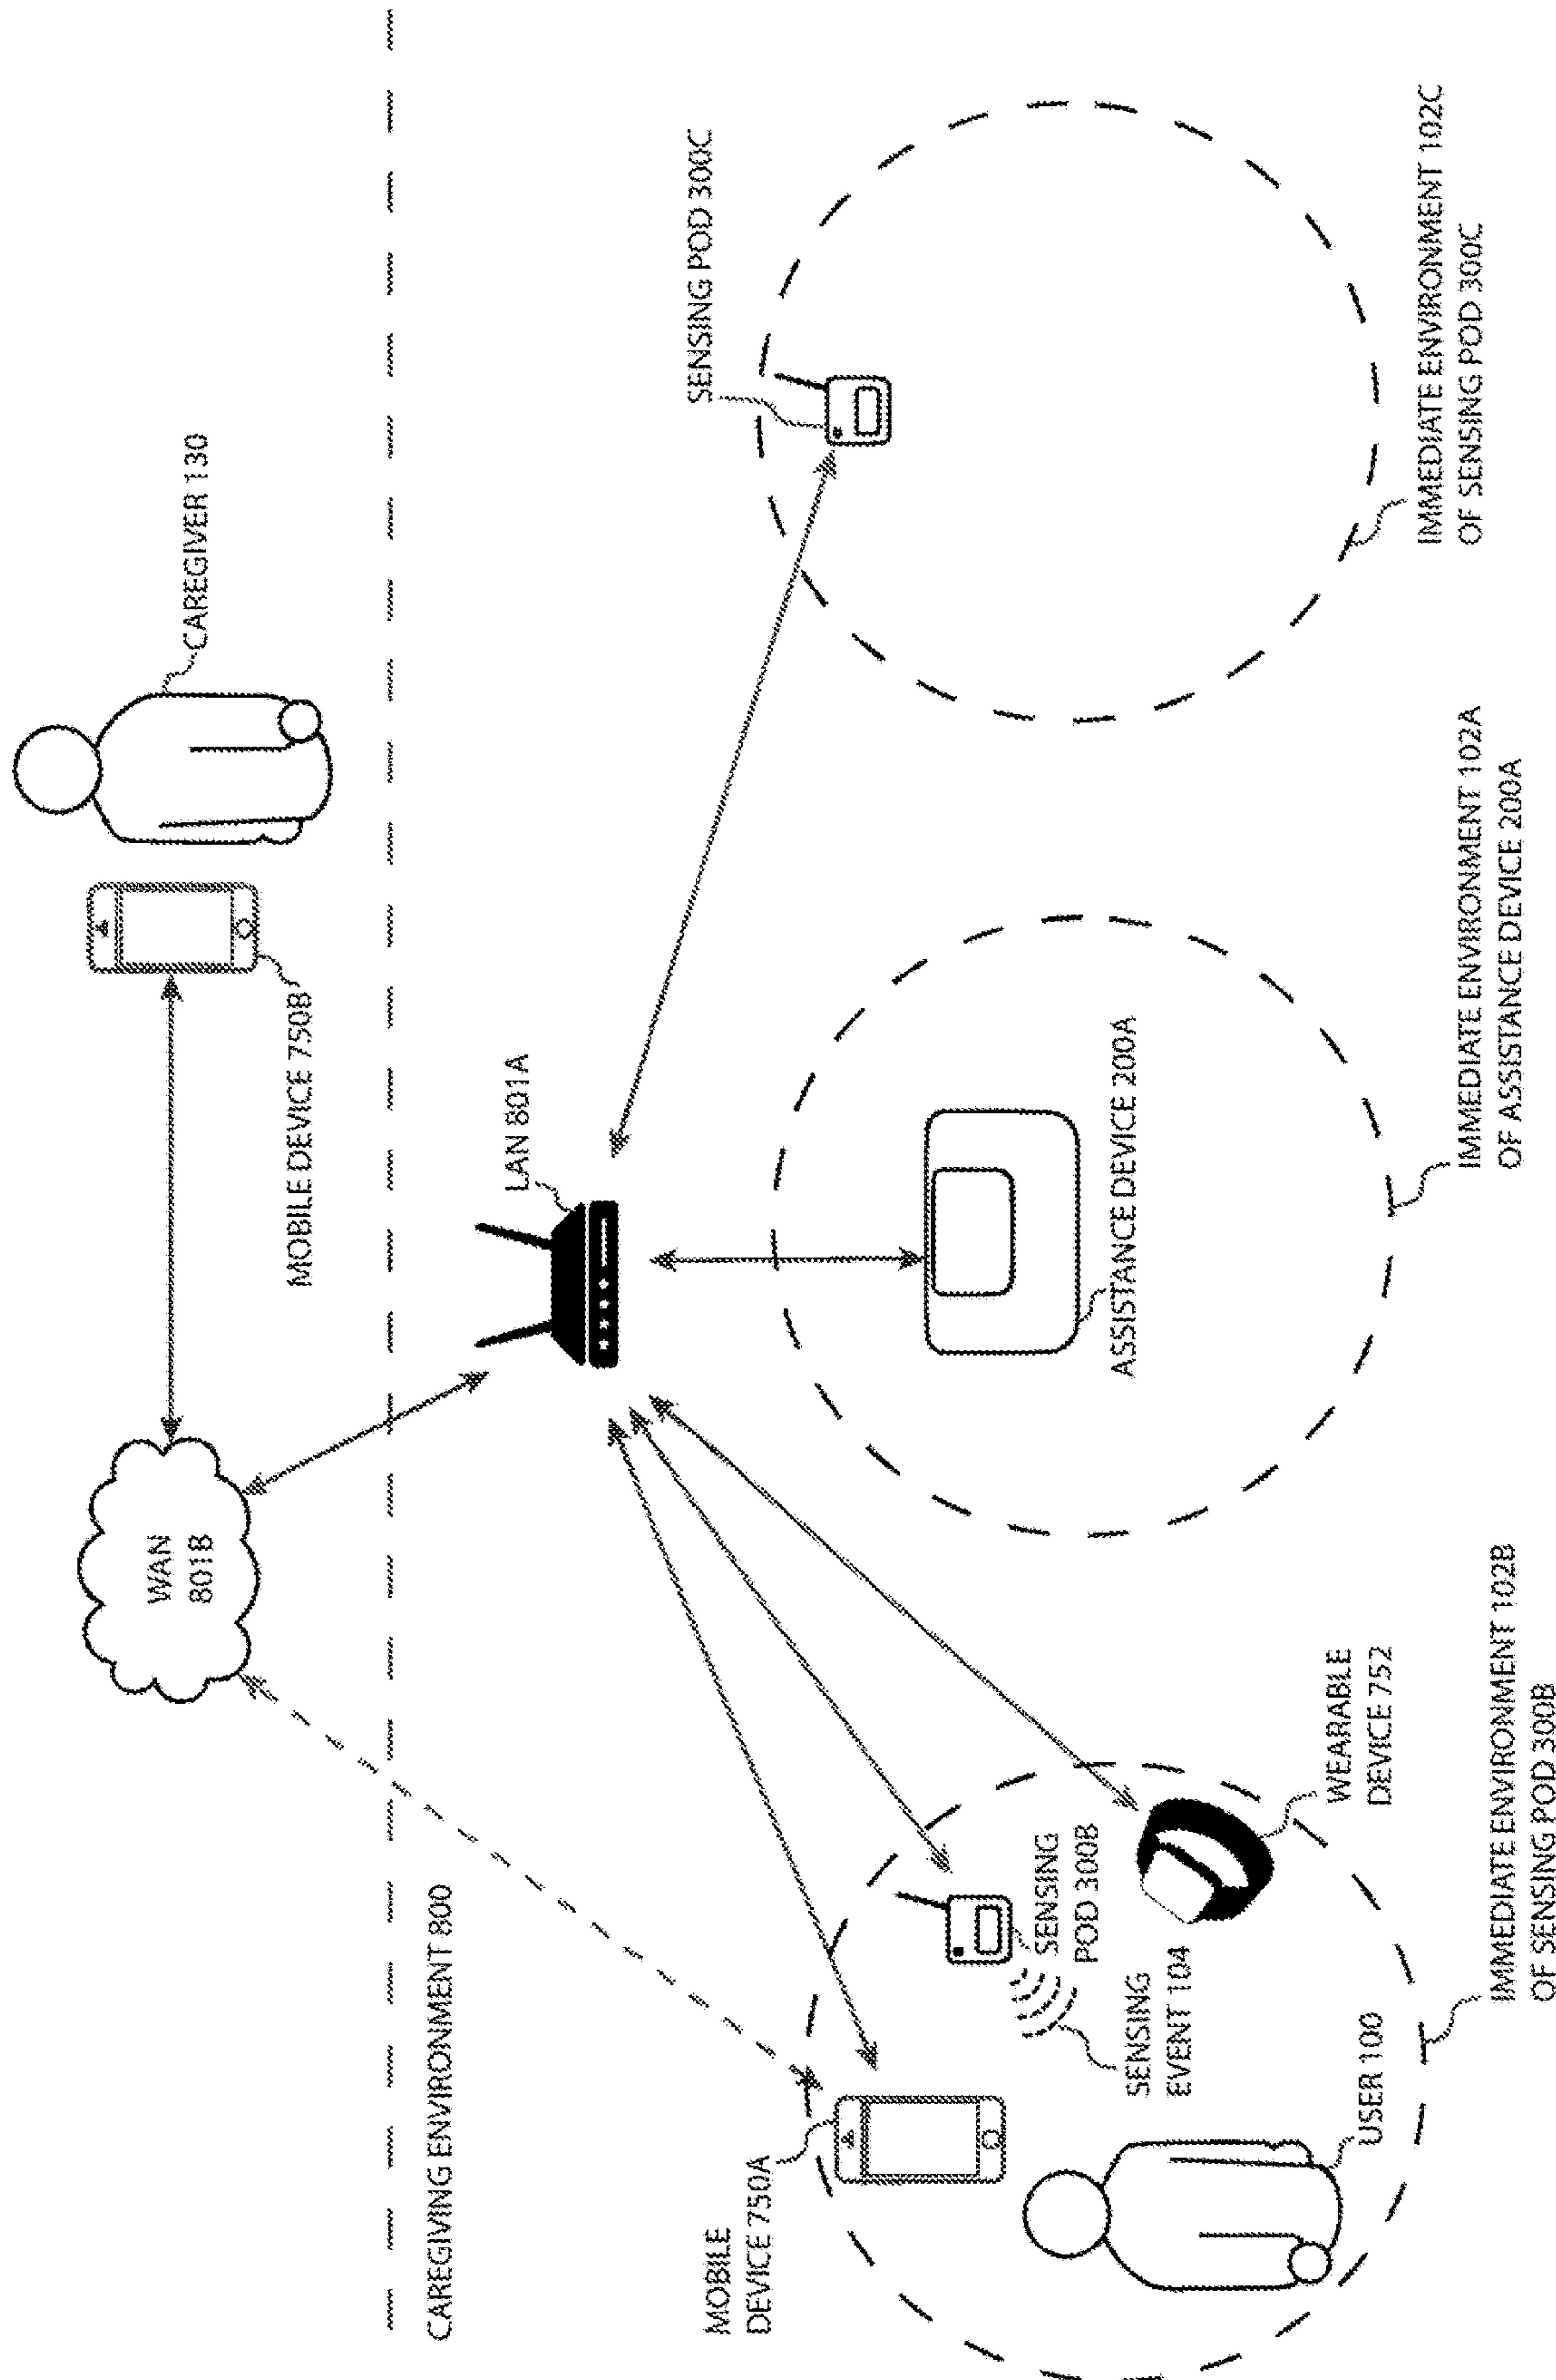 WAN
801B
MOBILE DEVICE 750B
CAREGIVER 130
CAREGIVING ENVIRONMENT 800
LAN 801A
MOBILE
DEVICE 750A
SENSING POD 300C
SENSING
POD 300B
SENSING
EVENT 104
USER 100
WEARABLE
DEVICE 752
ASSISTANCE DEVICE 200A
IMMEDIATE ENVIRONMENT 102B
OF SENSING POD 300B
IMMEDIATE ENVIRONMENT 102A
OF ASSISTANCE DEVICE 200A
IMMEDIATE ENVIRONMENT 102C
OF SENSING POD 300C